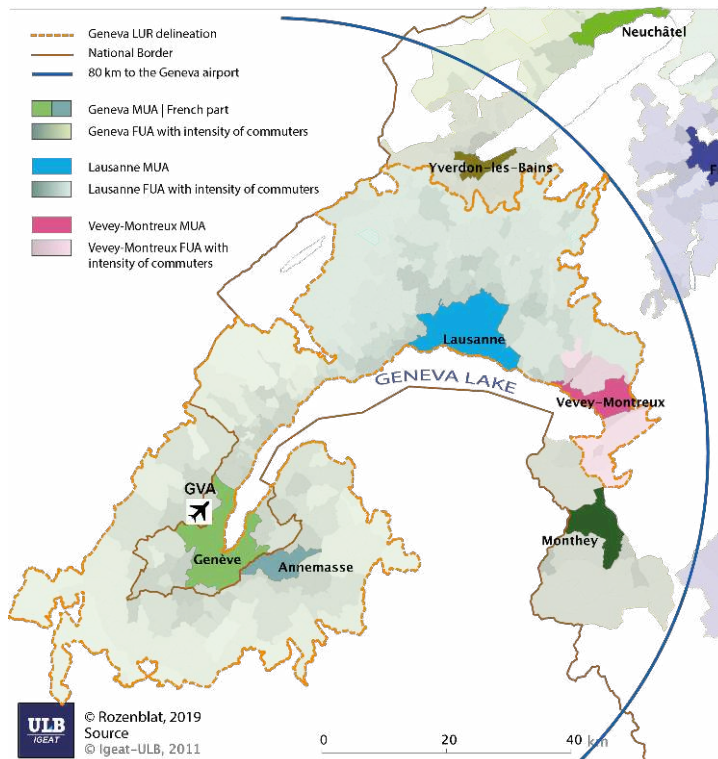 Geneva LUR delineation
National Border
80 km to the Geneva airport
Geneva MUA | French part
Geneva FUA with intensity of commuters
Lausanne MUA
Lausanne FUA with intensity of commuters
Vevey-Montreux MUA
Vevey-Montreux FUA with
intensity of commuters
Neuchâtel
Yverdon-les-Bains
F
Lausanne
GENEVA LAKE
Vevey-Montreux
GVA
Monthey
Genève
Annemasse
ULB
IGEAT
© Rozenblat, 2019
Source
© Igeat-ULB, 2011
0 20 40 km